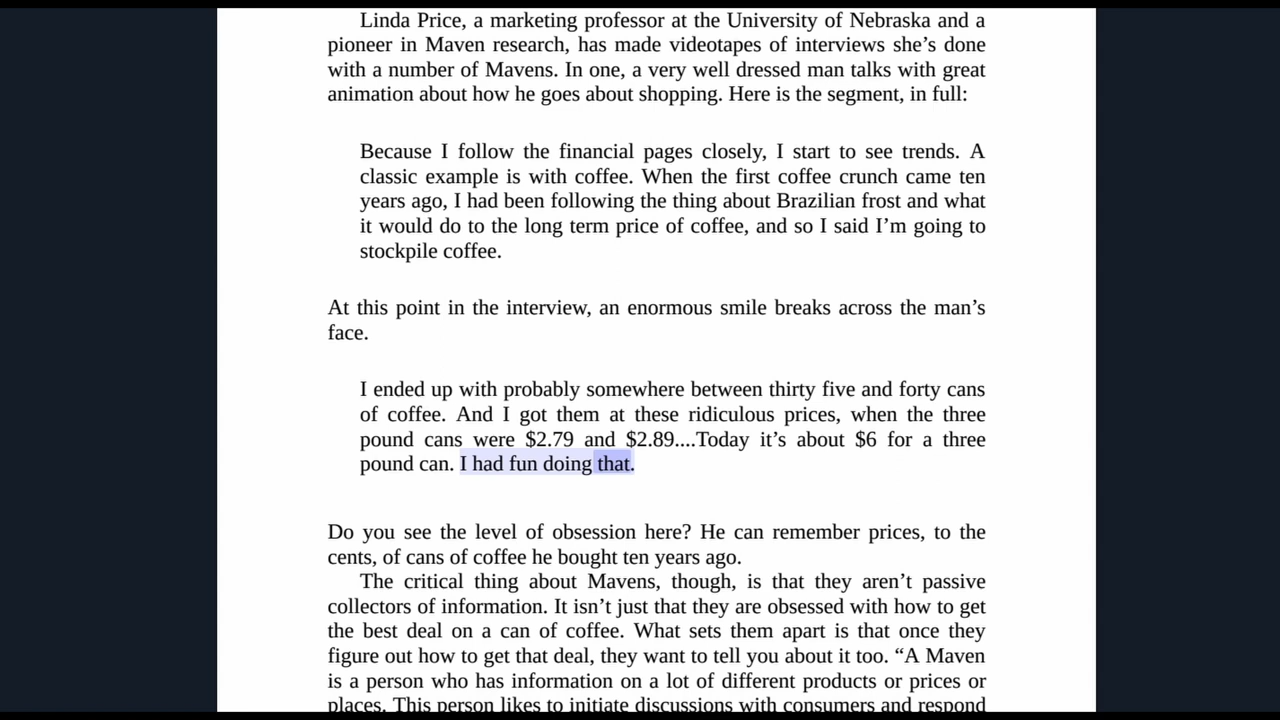 Linda Price, a marketing professor at the University of Nebraska and a
pioneer in Maven research, has made videotapes of interviews she’s done
with a number of Mavens. In one, a very well dressed man talks with great
animation about how he goes about shopping. Here is the segment, in full:
Because I follow the financial pages closely, I start to see trends. A
classic example is with coffee. When the first coffee crunch came ten
years ago, I had been following the thing about Brazilian frost and what
it would do to the long term price of coffee, and so I said I’m going to
stockpile coffee.
At this point in the interview, an enormous smile breaks across the man’s
face.
I ended up with probably somewhere between thirty five and forty cans
of coffee. And I got them at these ridiculous prices, when the three
pound cans were $2.79 and $2.89....Today it’s about $6 for a three
pound can. I had fun doing that.
Do you see the level of obsession here? He can remember prices, to the
cents, of cans of coffee he bought ten years ago.
The critical thing about Mavens, though, is that they aren’t passive
collectors of information. It isn’t just that they are obsessed with how to get
the best deal on a can of coffee. What sets them apart is that once they
figure out how to get that deal, they want to tell you about it too. “A Maven
is a person who has information on a lot of different products or prices or
places. This person likes to initiate discussions with consumers and respond